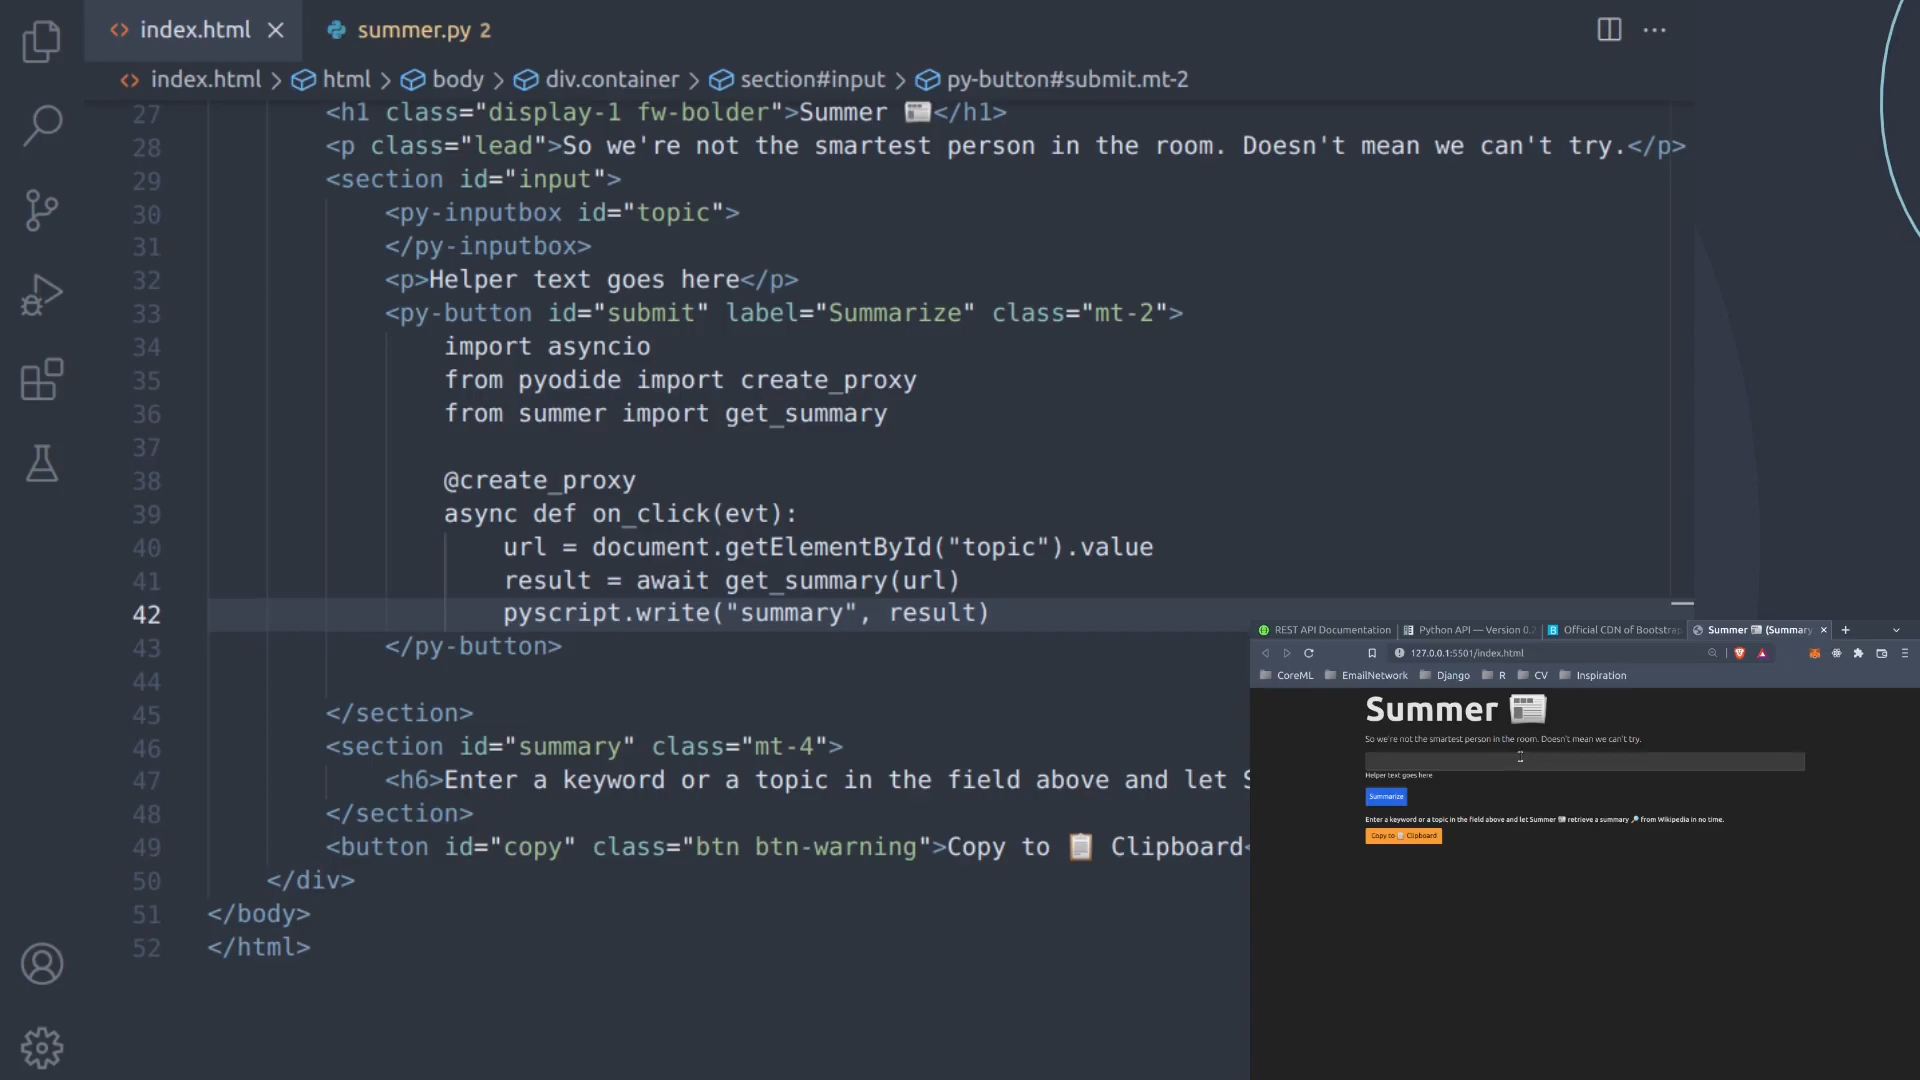 index.html
summer.py 2
index.html > html > body > div.container > section#input > py-button#submit.mt-2
27 <h1 class="display-1 fw-bolder">Summer 📰</h1>
28 <p class="lead">So we're not the smartest person in the room. Doesn't mean we can't try.</p>
29 <section id="input">
30 <py-inputbox id="topic">
31 </py-inputbox>
32 <p>Helper text goes here</p>
33 <py-button id="submit" label="Summarize" class="mt-2">
34 import asyncio
35 from pyodide import create_proxy
36 from summer import get_summary
37
38 @create_proxy
39 async def on_click(evt):
40 url = document.getElementById("topic").value
41 result = await get_summary(url)
42 pyscript.write("summary", result)
43 </py-button>
44
45 </section>
46 <section id="summary" class="mt-4">
47 <h6>Enter a keyword or a topic in the field above and let S
48 </section>
49 <button id="copy" class="btn btn-warning">Copy to 📋 Clipboard<
50 </div>
51 </body>
52 </html>
REST API Documentation
Python API — Version 0.2
Official CDN of Bootstrap
Summer 📰 (Summary
127.0.0.1:5501/index.html
CoreML EmailNetwork Django R CV Inspiration
Summer 📰
So we're not the smartest person in the room. Doesn't mean we can't try.
Helper text goes here
Summarize
Enter a keyword or a topic in the field above and let Summer 📰 retrieve a summary 🔎 from Wikipedia in no time.
Copy to 📋 Clipboard